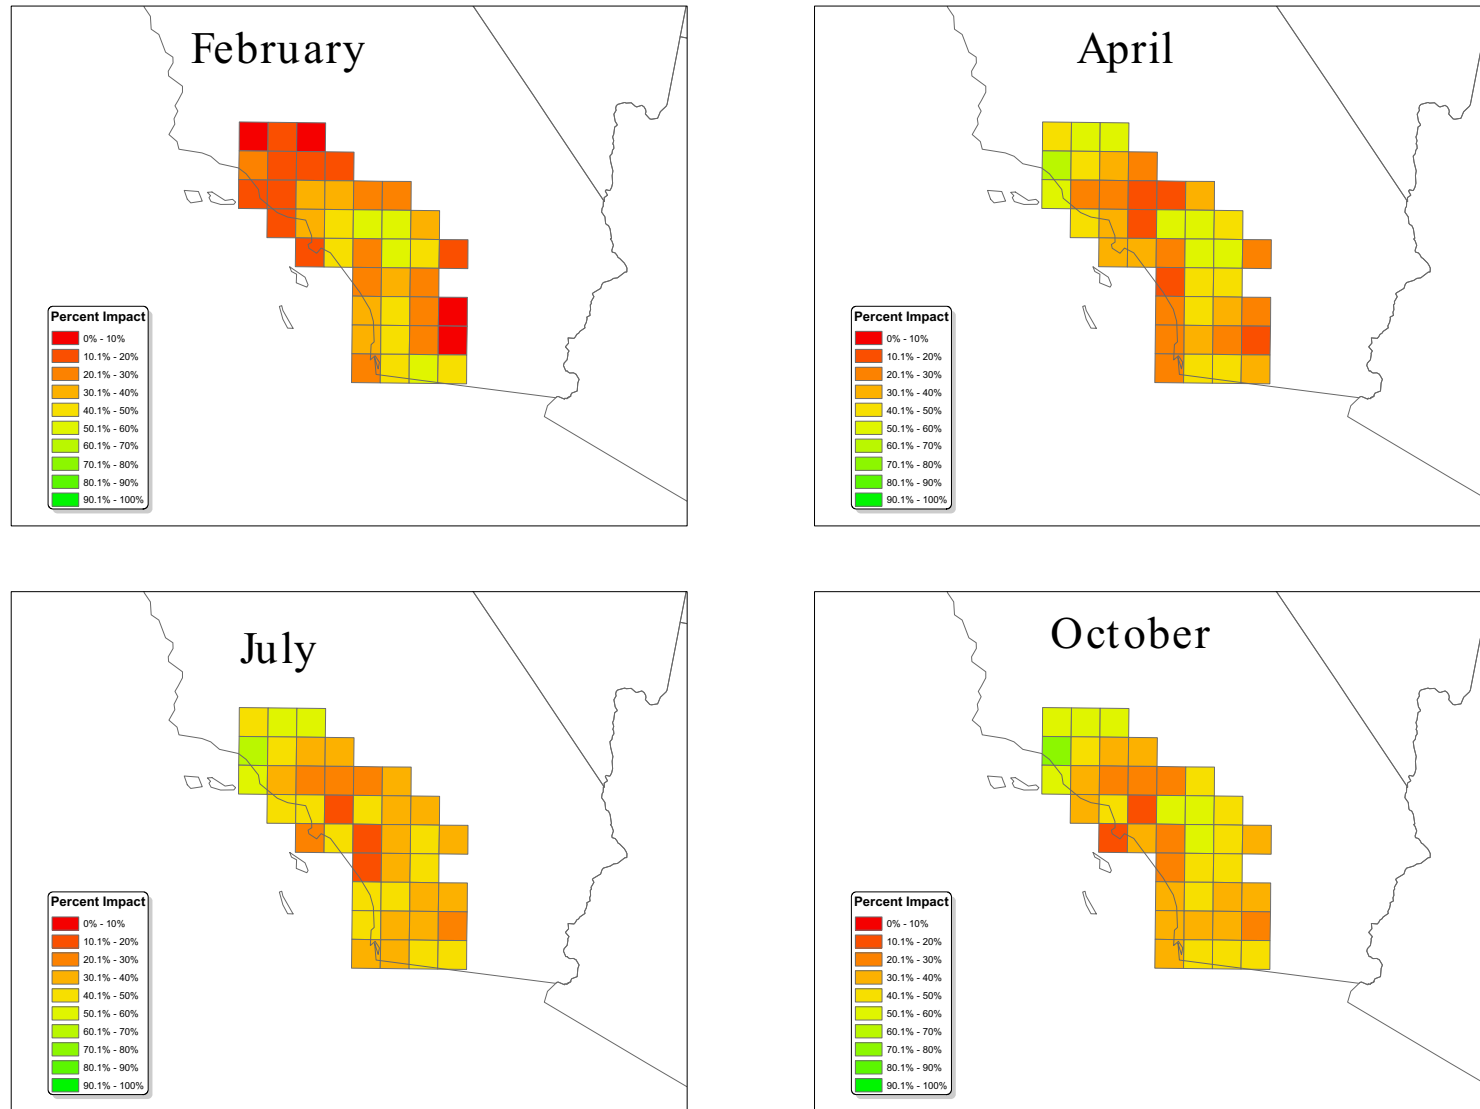 February
Percent Impact
0% - 10%
10.1% - 20%
20.1% - 30%
30.1% - 40%
40.1% - 50%
50.1% - 60%
60.1% - 70%
70.1% - 80%
80.1% - 90%
90.1% - 100%
April
Percent Impact
0% - 10%
10.1% - 20%
20.1% - 30%
30.1% - 40%
40.1% - 50%
50.1% - 60%
60.1% - 70%
70.1% - 80%
80.1% - 90%
90.1% - 100%
July
Percent Impact
0% - 10%
10.1% - 20%
20.1% - 30%
30.1% - 40%
40.1% - 50%
50.1% - 60%
60.1% - 70%
70.1% - 80%
80.1% - 90%
90.1% - 100%
October
Percent Impact
0% - 10%
10.1% - 20%
20.1% - 30%
30.1% - 40%
40.1% - 50%
50.1% - 60%
60.1% - 70%
70.1% - 80%
80.1% - 90%
90.1% - 100%